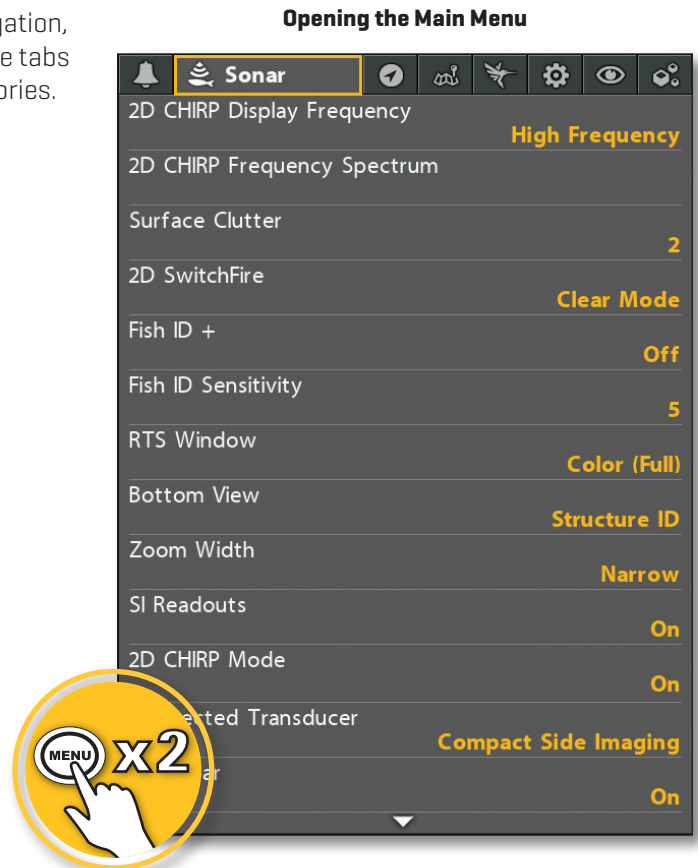 Opening the Main Menu
Sonar
2D CHIRP Display Frequency
High Frequency
2D CHIRP Frequency Spectrum
Surface Clutter
2
2D SwitchFire
Clear Mode
Fish ID +
Off
Fish ID Sensitivity
5
RTS Window
Color (Full)
Bottom View
Structure ID
Zoom Width
Narrow
SI Readouts
On
2D CHIRP Mode
On
Transducer
Compact Side Imaging
On
MENU x2
tabs